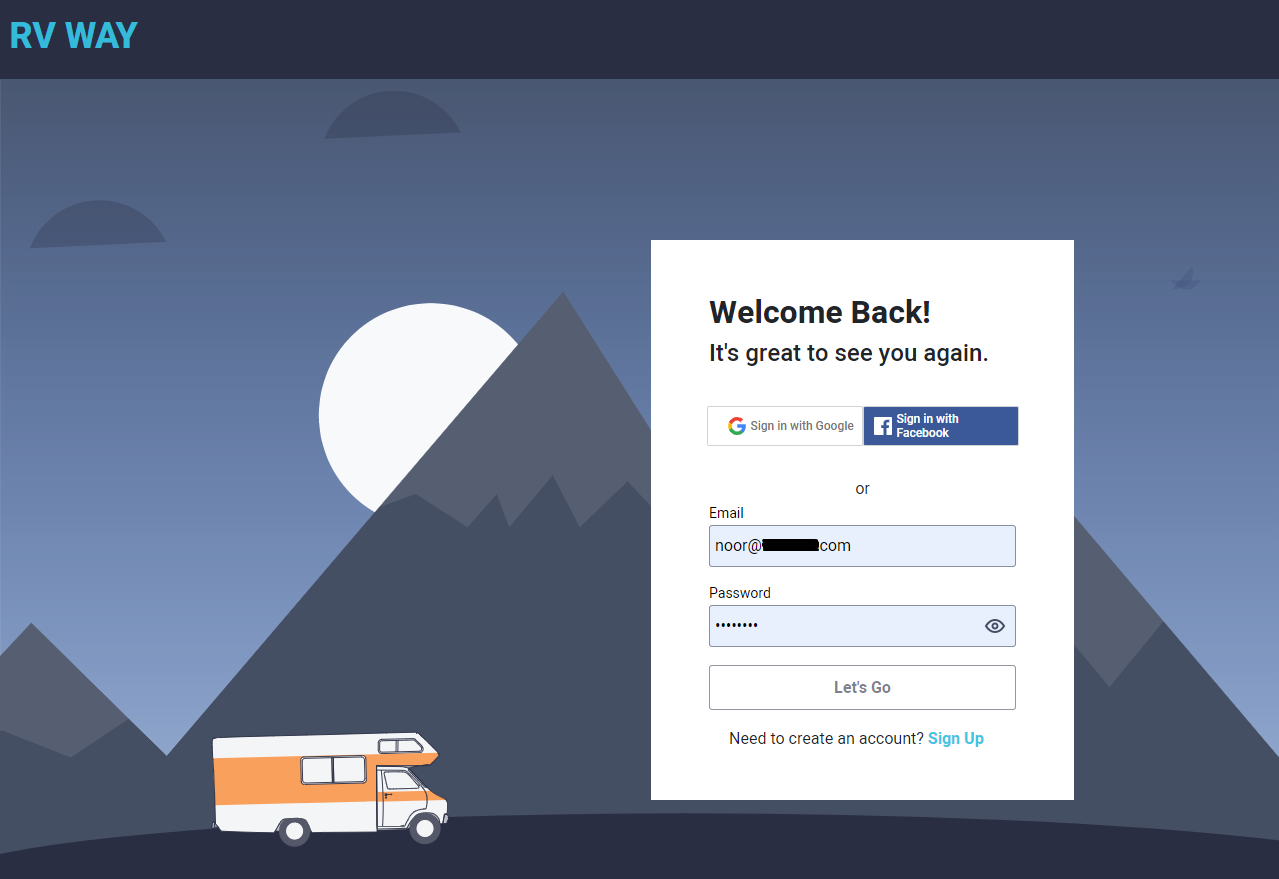 RV WAY
Welcome Back!
It's great to see you again.
Sign in with Google
Sign in with
Facebook
or
Email
noor@ .com
Password
••••••••
Let's Go
Need to create an account? Sign Up